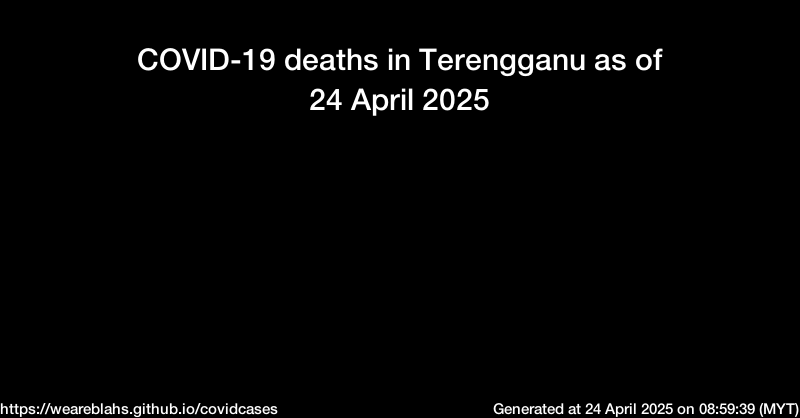 COVID-19 deaths in Terengganu as of
24 April 2025
https://weareblahs.github.io/covidcases
Generated at 24 April 2025 on 08:59:39 (MYT)